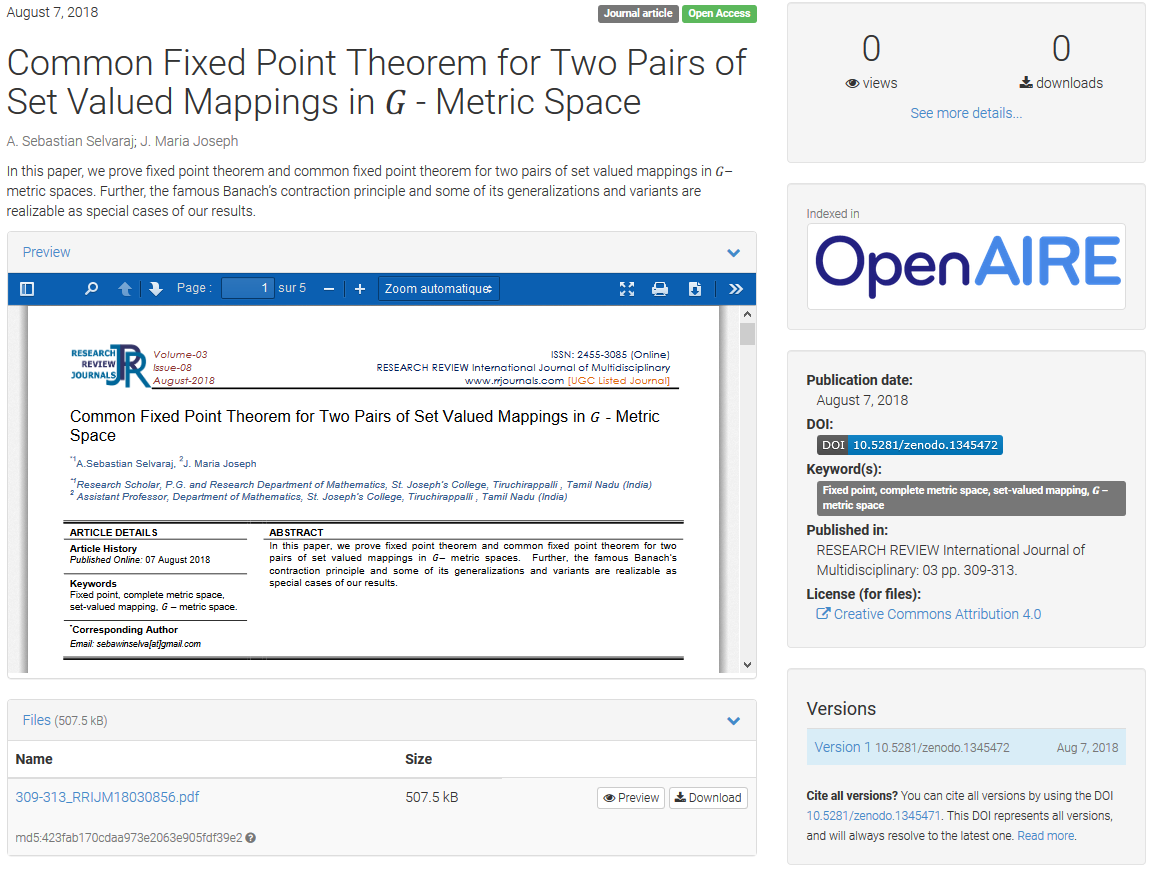 August 7, 2018
Journal article Open Access
Common Fixed Point Theorem for Two Pairs of
Set Valued Mappings in G - Metric Space
A. Sebastian Selvaraj; J. Maria Joseph
In this paper, we prove fixed point theorem and common fixed point theorem for two pairs of set valued mappings in G–
metric spaces. Further, the famous Banach's contraction principle and some of its generalizations and variants are
realizable as special cases of our results.
Preview
Page : 1 sur 5
Zoom automatique
RESEARCH
REVIEW
JOURNALS
Volume-03
Issue-08
August-2018
ISSN: 2455-3085 (Online)
RESEARCH REVIEW International Journal of Multidisciplinary
www.rrjournals.com [UGC Listed Journal]
Common Fixed Point Theorem for Two Pairs of Set Valued Mappings in G - Metric
Space
*1A.Sebastian Selvaraj, 2J. Maria Joseph
*1Research Scholar, P.G. and Research Department of Mathematics, St. Joseph's College, Tiruchirappalli , Tamil Nadu (India)
2 Assistant Professor, Department of Mathematics, St. Joseph's College, Tiruchirappalli , Tamil Nadu (India)
ARTICLE DETAILS
Article History
Published Online: 07 August 2018
Keywords
Fixed point, complete metric space,
set-valued mapping, G – metric space.
*Corresponding Author
Email: sebawinselva[at]gmail.com
ABSTRACT
In this paper, we prove fixed point theorem and common fixed point theorem for two
pairs of set valued mappings in G– metric spaces. Further, the famous Banach's
contraction principle and some of its generalizations and variants are realizable as
special cases of our results.
Files (507.5 kB)
Name Size
309-313_RRIJM18030856.pdf 507.5 kB Preview Download
md5:423fab170cdaa973e2063e905fdf39e2
0 0
views downloads
See more details...
Indexed in
OpenAIRE
Publication date:
August 7, 2018
DOI:
DOI 10.5281/zenodo.1345472
Keyword(s):
Fixed point, complete metric space, set-valued mapping, G –
metric space
Published in:
RESEARCH REVIEW International Journal of
Multidisciplinary: 03 pp. 309-313.
License (for files):
Creative Commons Attribution 4.0
Versions
Version 1 10.5281/zenodo.1345472 Aug 7, 2018
Cite all versions? You can cite all versions by using the DOI
10.5281/zenodo.1345471. This DOI represents all versions,
and will always resolve to the latest one. Read more.